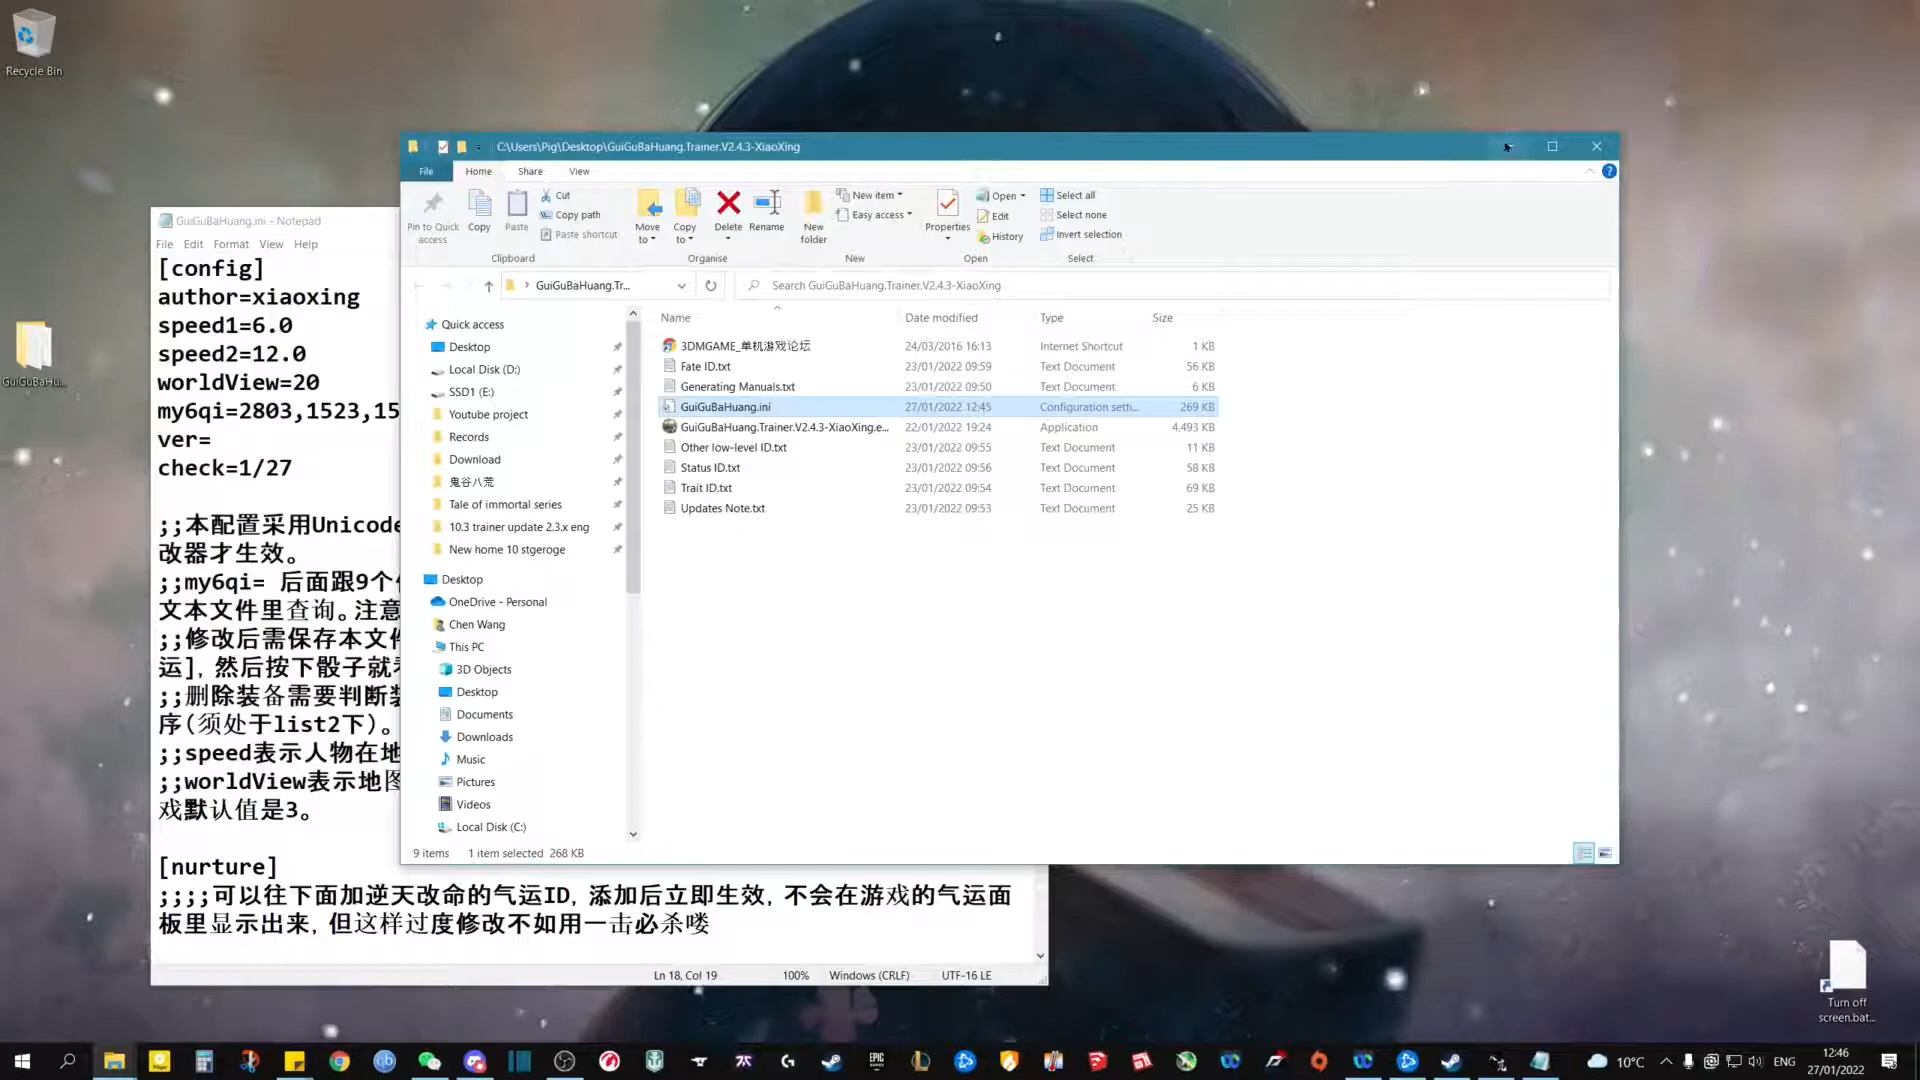 Recycle Bin
GuiGuBaHu...
Turn off
screen.bat...
GuiGuBaHuang.ini - Notepad
File Edit Format View Help
[config]
author=xiaoxing
speed1=6.0
speed2=12.0
worldView=20
my6qi=2803,1523,15
ver=
check=1/27
;;本配置采用Unicode
改器才生效。
;;my6qi= 后面跟9个
文本文件里查询。注意
;;修改后需保存本文件
运],然后按下骰子就
;;删除装备需要判断装
序(须处于list2下)。
;;speed表示人物在地
;;worldView表示地图
戏默认值是3。
[nurture]
;;;;可以往下面加逆天改命的气运ID, 添加后立即生效, 不会在游戏的气运面
板里显示出来, 但这样过度修改不如用一击必杀喽
Ln 18, Col 19 100% Windows (CRLF) UTF-16 LE
C:\Users\Pig\Desktop\GuiGuBaHuang.Trainer.V2.4.3-XiaoXing
File Home Share View
Pin to Quick
access
Copy
Paste
Cut
Copy path
Paste shortcut
Clipboard
Move
to
Copy
to
Delete
Rename
Organise
New
folder
New item
Easy access
New
Properties
Open
Edit
History
Open
Select all
Select none
Invert selection
Select
GuiGuBaHuang.Tr...
Search GuiGuBaHuang.Trainer.V2.4.3-XiaoXing
Quick access
Desktop
Local Disk (D:)
SSD1 (E:)
Youtube project
Records
Download
鬼谷八荒
Tale of immortal series
10.3 trainer update 2.3.x eng
New home 10 stgeroge
Desktop
OneDrive - Personal
Chen Wang
This PC
3D Objects
Desktop
Documents
Downloads
Music
Pictures
Videos
Local Disk (C:)
Name Date modified Type Size
3DMGAME_单机游戏论坛 24/03/2016 16:13 Internet Shortcut 1 KB
Fate ID.txt 23/01/2022 09:59 Text Document 56 KB
Generating Manuals.txt 23/01/2022 09:50 Text Document 6 KB
GuiGuBaHuang.ini 27/01/2022 12:45 Configuration setti... 269 KB
GuiGuBaHuang.Trainer.V2.4.3-XiaoXing.e... 22/01/2022 19:24 Application 4,493 KB
Other low-level ID.txt 23/01/2022 09:55 Text Document 11 KB
Status ID.txt 23/01/2022 09:56 Text Document 58 KB
Trait ID.txt 23/01/2022 09:54 Text Document 69 KB
Updates Note.txt 23/01/2022 09:53 Text Document 25 KB
9 items 1 item selected 268 KB
EPIC
10°C
ENG
12:46
27/01/2022